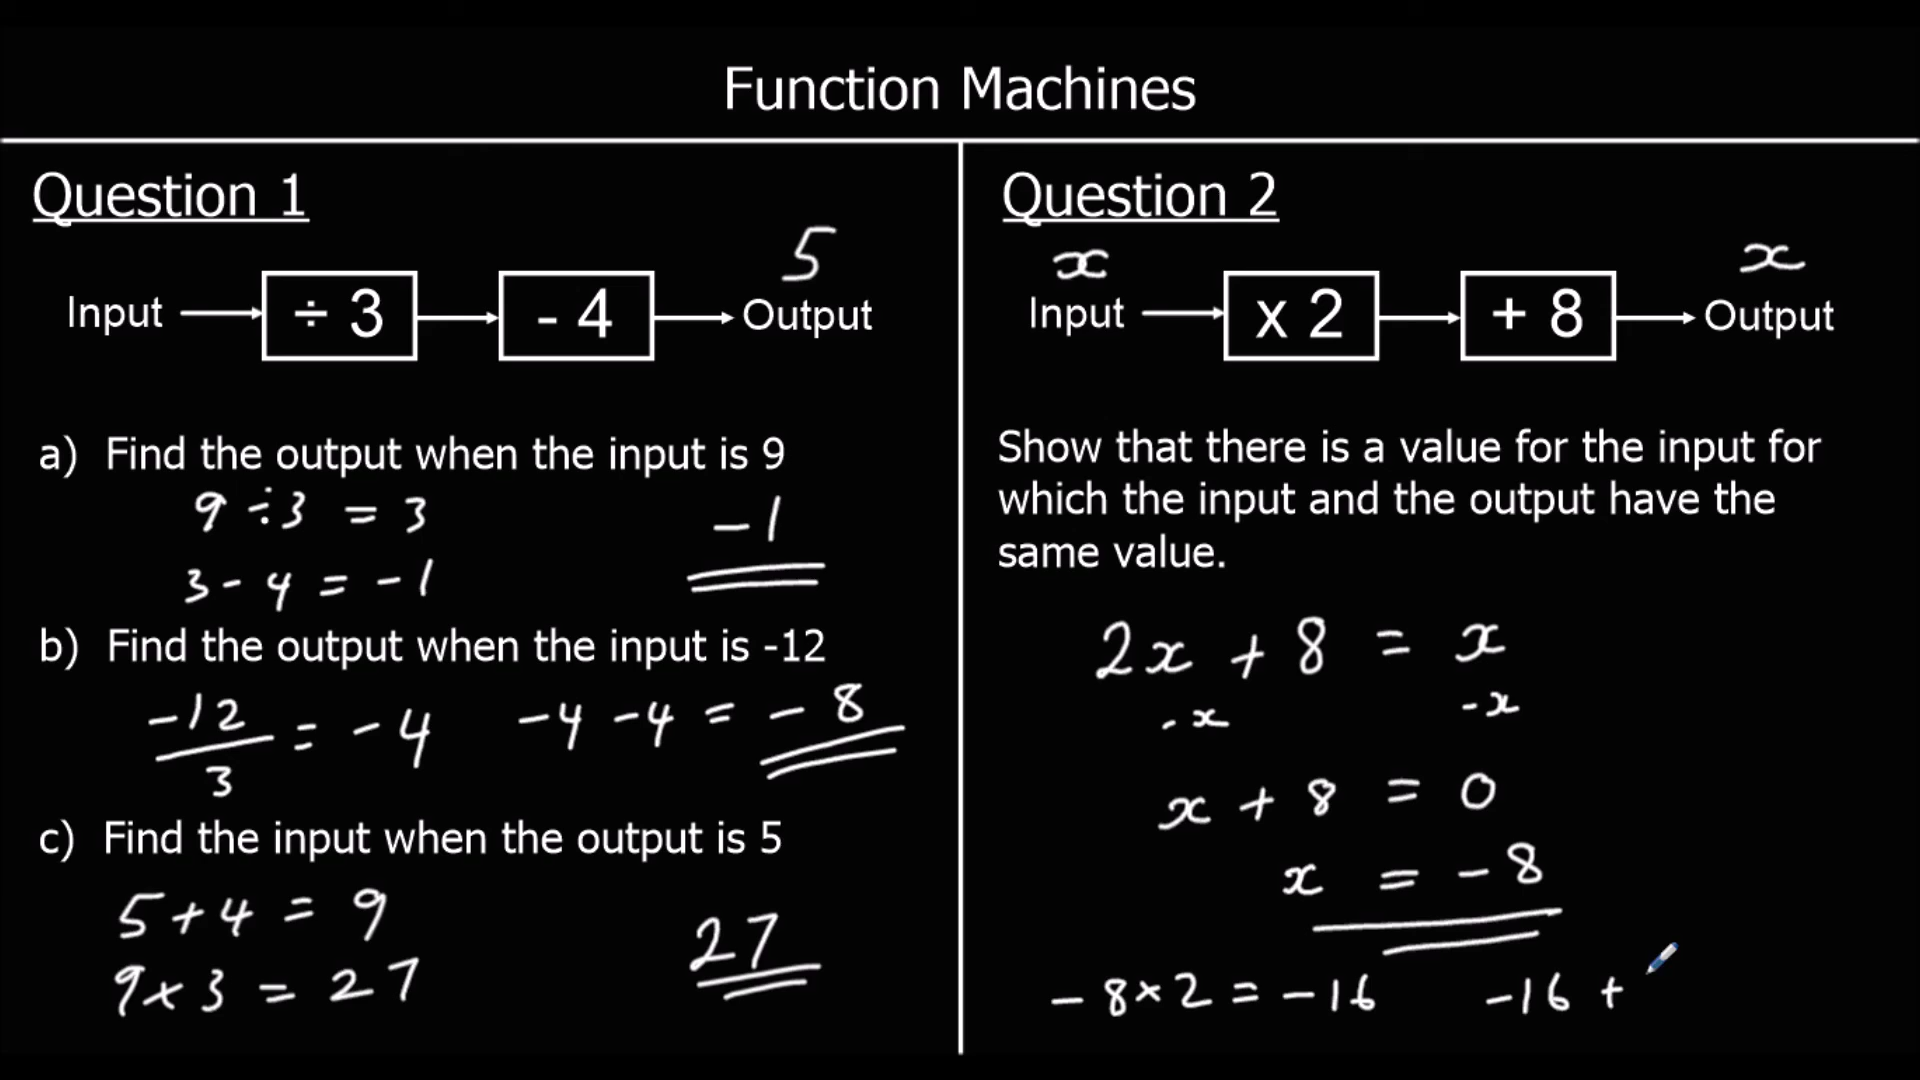 Function Machines
Question 1
5
Input ÷ 3 - 4 Output
a) Find the output when the input is 9
9 ÷ 3 = 3
-1
3 - 4 = -1
b) Find the output when the input is -12
-12/3 = -4 -4 -4 = -8
c) Find the input when the output is 5
5 + 4 = 9
27
9 x 3 = 27
Question 2
x x
Input x 2 + 8 Output
Show that there is a value for the input for
which the input and the output have the
same value.
2x + 8 = x
-x -x
x + 8 = 0
x = -8
-8 x 2 = -16 -16 +